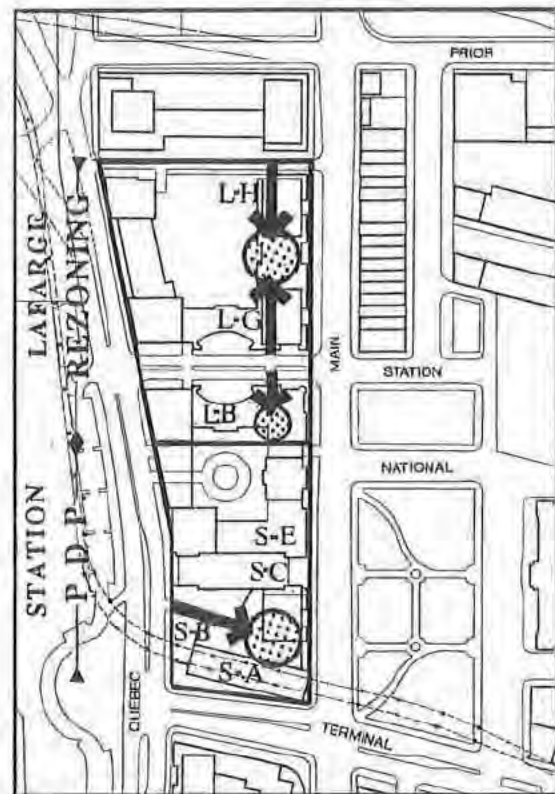 PRIOR
LAFARGE
REZONING
L-H
L-G
MAIN
STATION
L-B
NATIONAL
STATION
P.D.P.
S-E
S-C
S-B
S-A
QUEBEC
TERMINAL